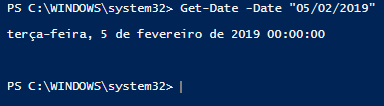 PS C:\WINDOWS\system32> Get-Date -Date "05/02/2019"
terça-feira, 5 de fevereiro de 2019 00:00:00
PS C:\WINDOWS\system32>